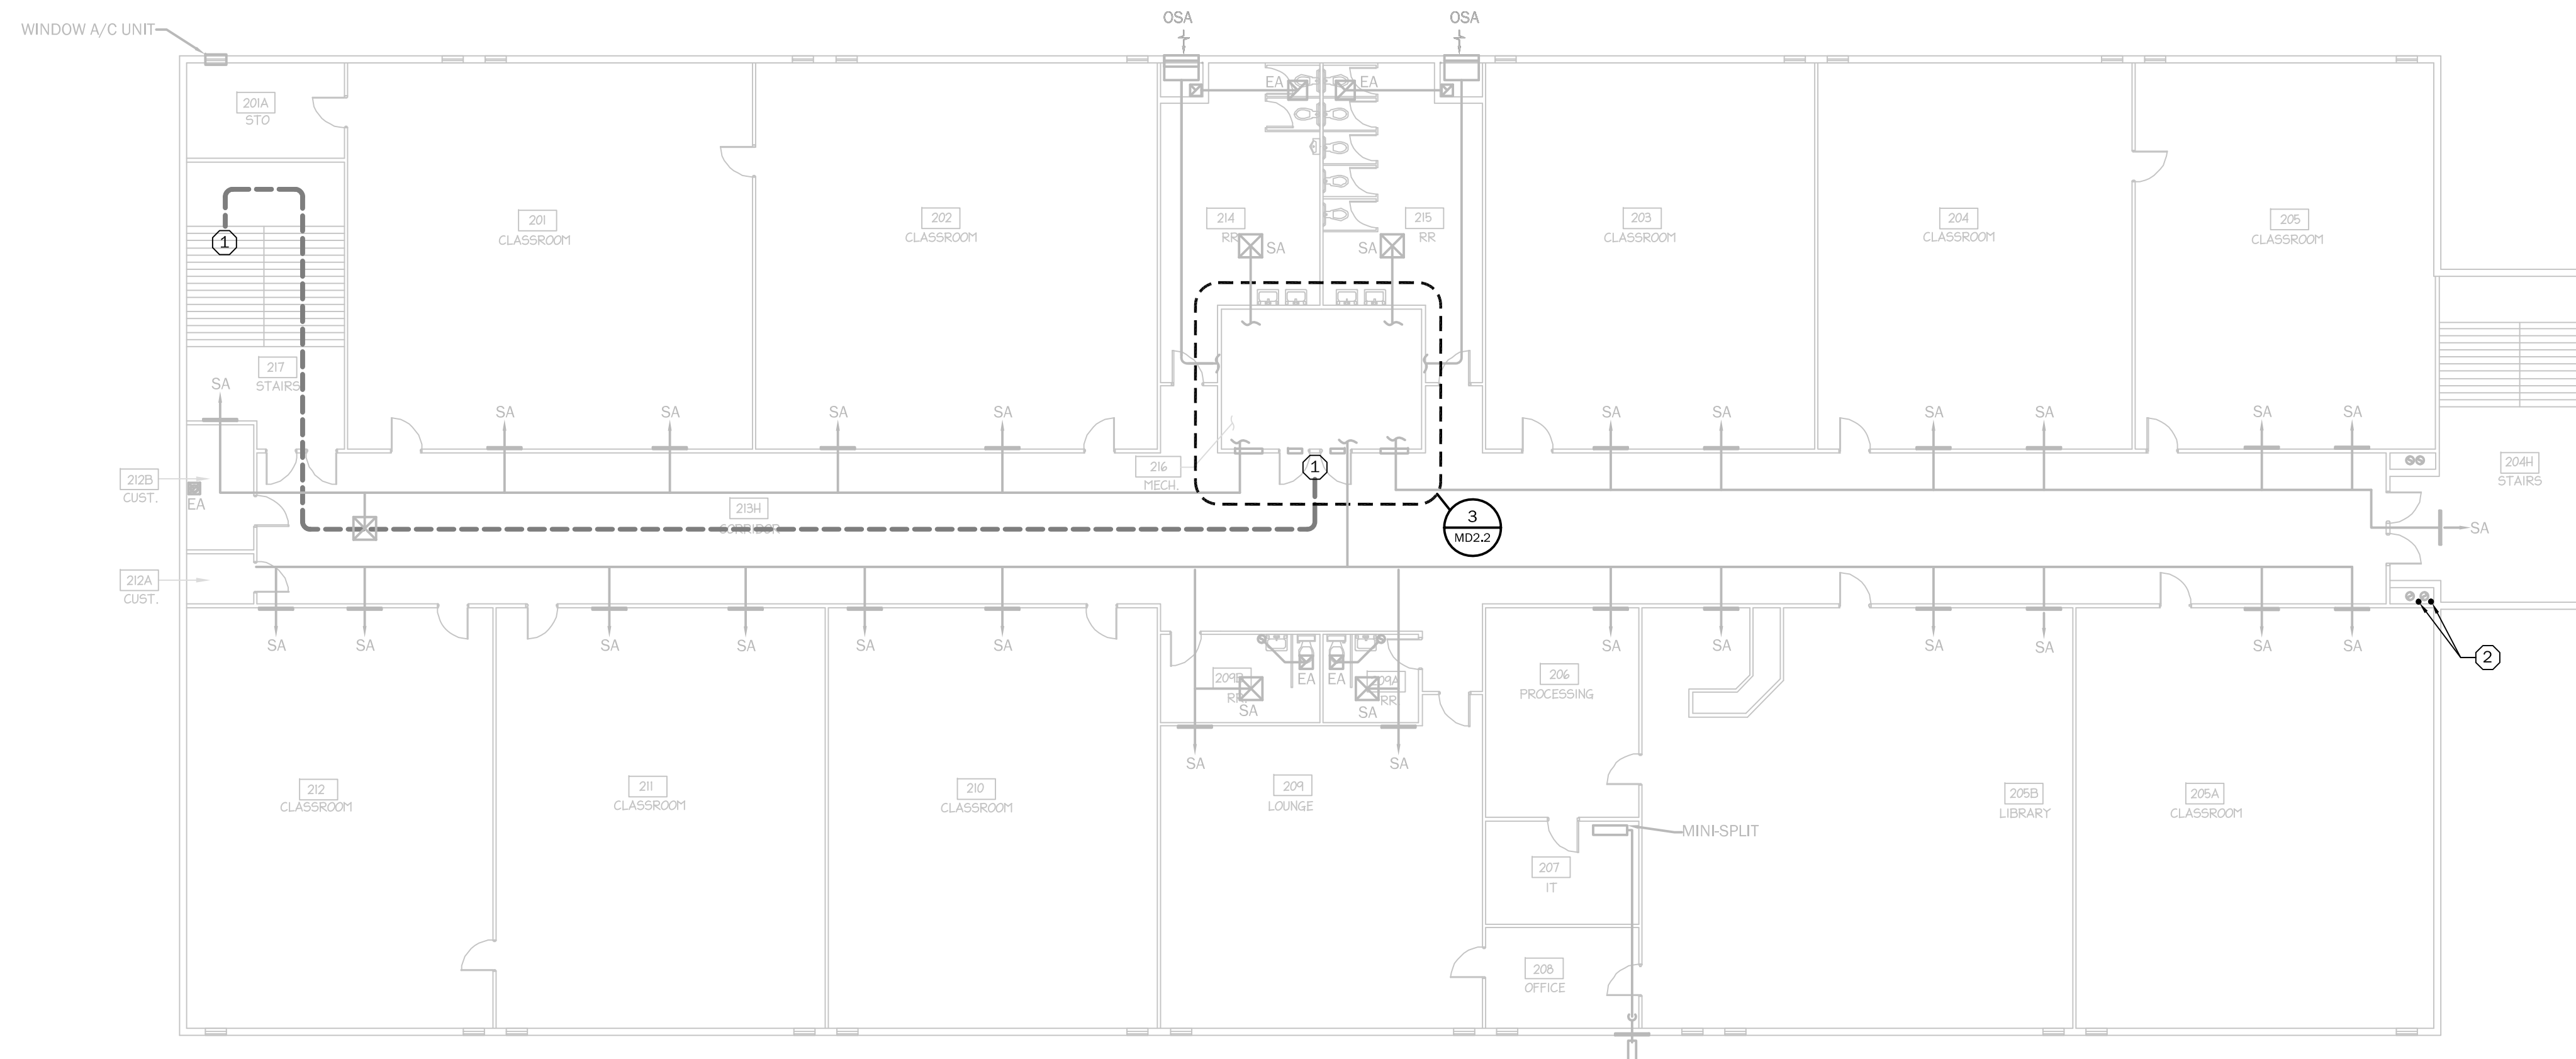 OSA
OSA
WINDOW A/C UNIT
EA
EA
201A
STO
201
CLASSROOM
202
CLASSROOM
214
RR
SA
215
RR
SA
203
CLASSROOM
204
CLASSROOM
205
CLASSROOM
1
217
STAIRS
SA
SA
SA
SA
SA
SA
SA
SA
SA
SA
SA
212B
CUST.
EA
216
MECH.
1
204H
STAIRS
213H
CORRIDOR
3
MD2.2
SA
212A
CUST.
SA
SA
SA
SA
SA
SA
SA
SA
SA
SA
SA
SA
2
209B
RR
SA
EA
EA
209A
RR
SA
206
PROCESSING
SA
SA
212
CLASSROOM
211
CLASSROOM
210
CLASSROOM
209
LOUNGE
205B
LIBRARY
205A
CLASSROOM
MINI-SPLIT
207
IT
208
OFFICE